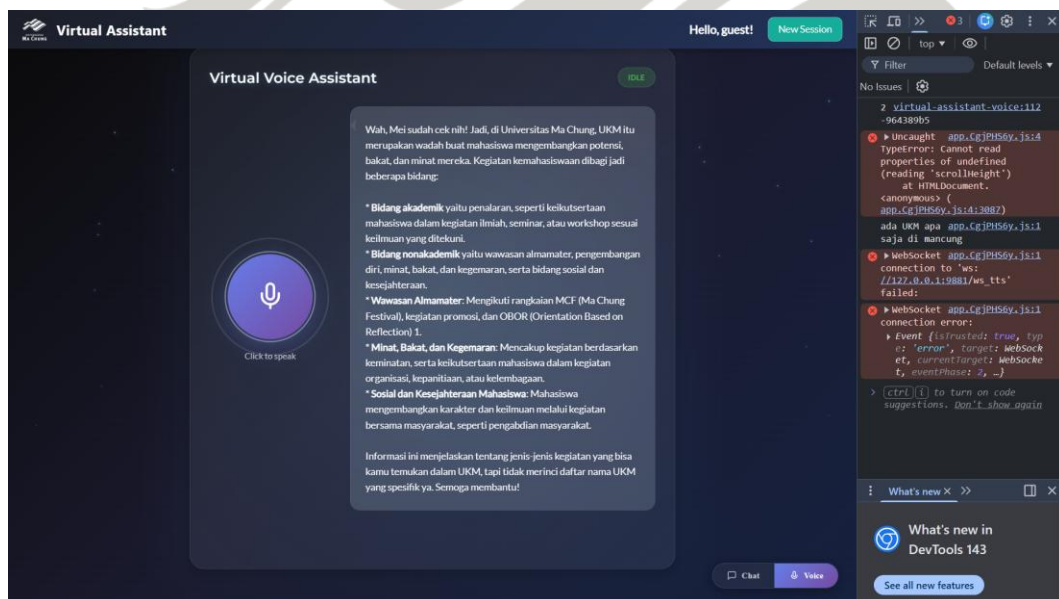 Ma Chung
Virtual Assistant
Hello, guest!
New Session
Virtual Voice Assistant
IDLE
Wah, Mei sudah cek nih! Jadi, di Universitas Ma Chung, UKM itu
merupakan wadah buat mahasiswa mengembangkan potensi,
bakat, dan minat mereka. Kegiatan kemahasiswaan dibagi jadi
beberapa bidang:
* Bidang akademik yaitu penalaran, seperti keikutsertaan
mahasiswa dalam kegiatan ilmiah, seminar, atau workshop sesuai
keilmuan yang ditekuni.
* Bidang nonakademik yaitu wawasan almamater, pengembangan
diri, minat, bakat, dan kegemaran, serta bidang sosial dan
kesejahteraan.
* Wawasan Almamater: Mengikuti rangkaian MCF (Ma Chung
Festival), kegiatan promosi, dan OBOR (Orientation Based on
Reflection) 1.
* Minat, Bakat, dan Kegemaran: Mencakup kegiatan berdasarkan
keminatan, serta keikutsertaan mahasiswa dalam kegiatan
organisasi, kepanitiaan, atau kelembagaan.
* Sosial dan Kesejahteraan Mahasiswa: Mahasiswa
mengembangkan karakter dan keilmuan melalui kegiatan
bersama masyarakat, seperti pengabdian masyarakat.
Informasi ini menjelaskan tentang jenis-jenis kegiatan yang bisa
kamu temukan dalam UKM, tapi tidak merinci daftar nama UKM
yang spesifik ya. Semoga membantu!
Click to speak
Chat
Voice
3
top
Filter
Default levels
No Issues
2 virtual-assistant-voice:112
-964389b5
Uncaught app.CgjPHS6y.js:4
TypeError: Cannot read
properties of undefined
(reading 'scrollHeight')
at HTMLDocument.
<anonymous> (
app.CgjPHS6y.js:4:3087)
ada UKM apa app.CgjPHS6y.js:1
saja di mancung
WebSocket app.CgjPHS6y.js:1
connection to 'ws:
//127.0.0.1:9881/ws_tts'
failed:
WebSocket app.CgjPHS6y.js:1
connection error:
Event {isTrusted: true, typ
e: 'error', target: WebSock
et, currentTarget: WebSocke
t, eventPhase: 2, …}
ctrl i to turn on code
suggestions. Don't show again
What's new
What's new in
DevTools 143
See all new features